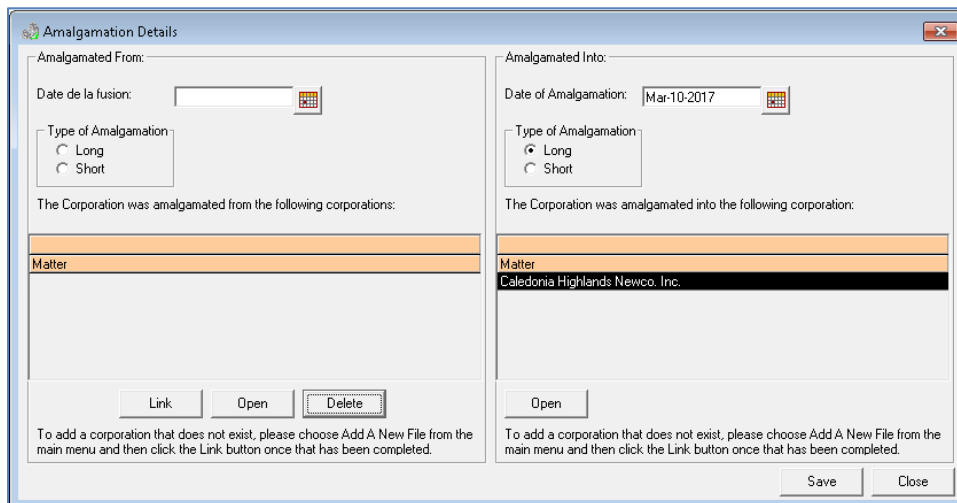 Amalgamation Details
Amalgamated From:
Date de la fusion:
Type of Amalgamation
Long
Short
The Corporation was amalgamated from the following corporations:
Matter
Link
Open
Delete
To add a corporation that does not exist, please choose Add A New File from the
main menu and then click the Link button once that has been completed.
Amalgamated Into:
Date of Amalgamation:
Mar-10-2017
Type of Amalgamation
Long
Short
The Corporation was amalgamated into the following corporation:
Matter
Caledonia Highlands Newco. Inc.
Open
To add a corporation that does not exist, please choose Add A New File from the
main menu and then click the Link button once that has been completed.
Save
Close